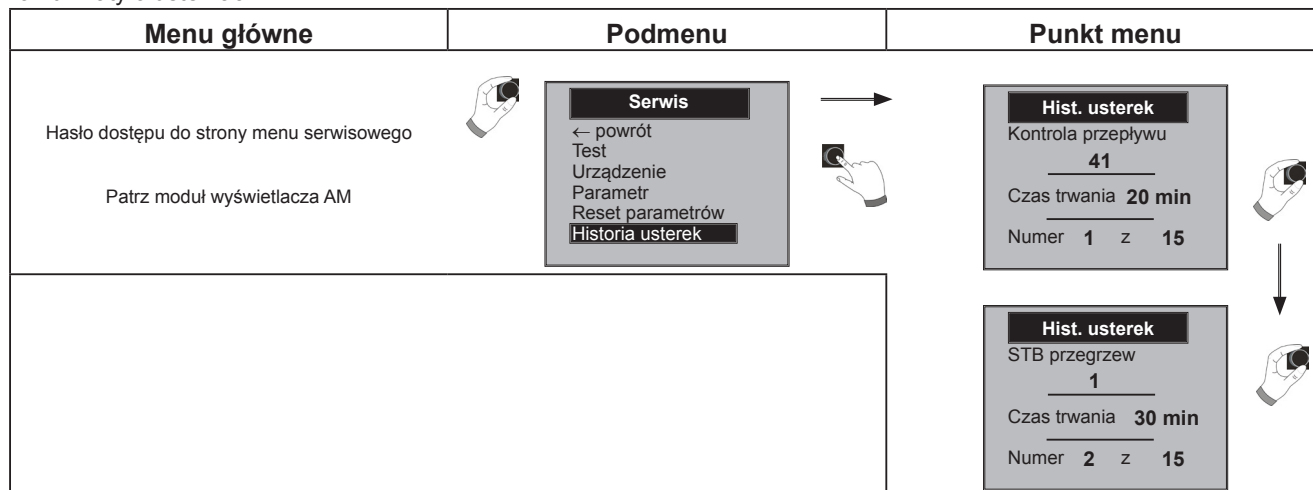 Menu główne
Podmenu
Punkt menu
Hasło dostępu do strony menu serwisowego
Patrz moduł wyświetlacza AM
Serwis
← powrót
Test
Urządzenie
Parametr
Reset parametrów
Historia usterek
Hist. usterek
Kontrola przepływu
41
Czas trwania 20 min
Numer 1 z 15
Hist. usterek
STB przegrzew
1
Czas trwania 30 min
Numer 2 z 15